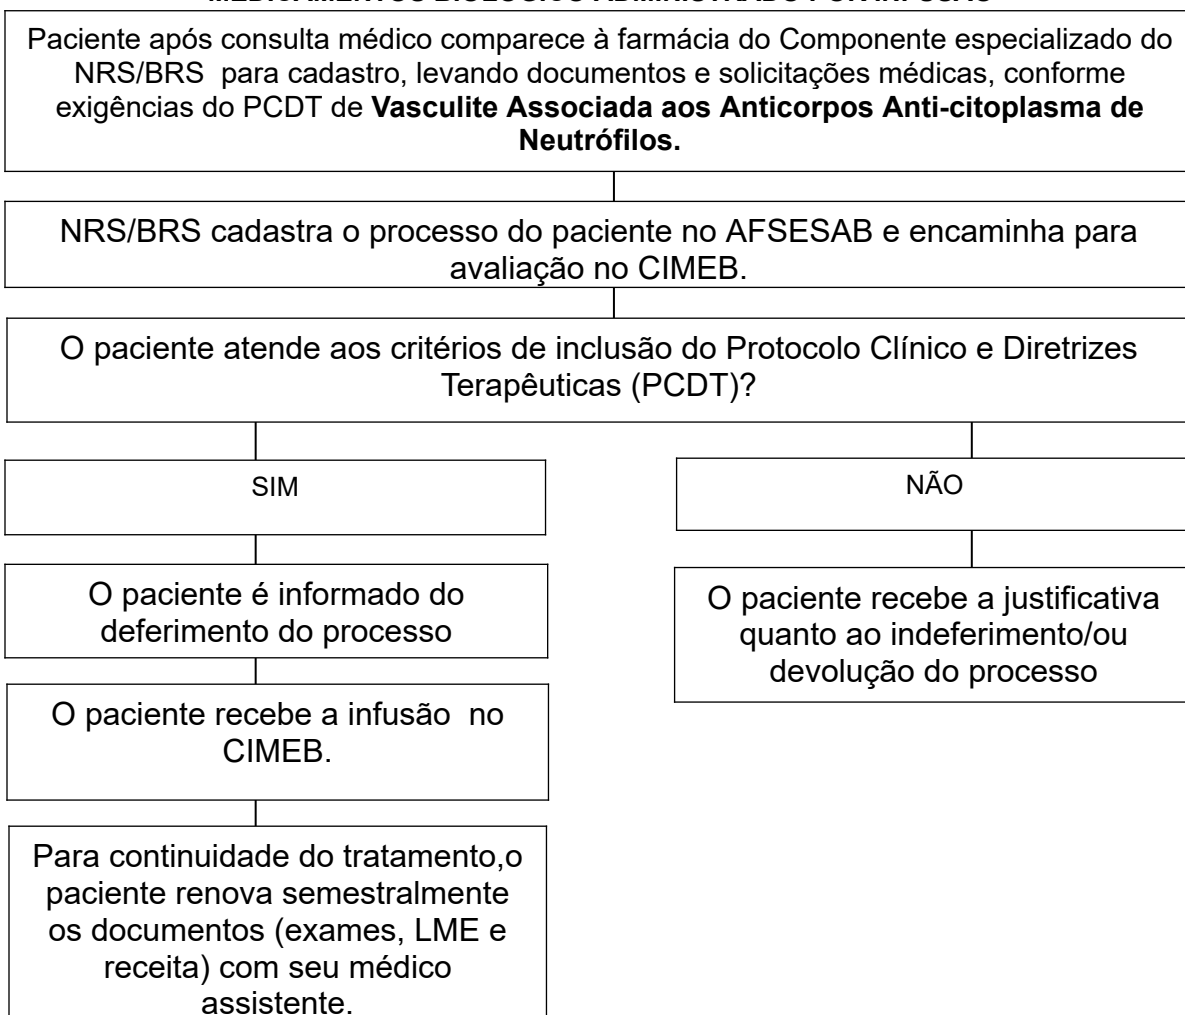 Paciente após consulta médico comparece à farmácia do Componente especializado do
NRS/BRS para cadastro, levando documentos e solicitações médicas, conforme
exigências do PCDT de Vasculite Associada aos Anticorpos Anti-citoplasma de
Neutrófilos.
NRS/BRS cadastra o processo do paciente no AFSESAB e encaminha para
avaliação no CIMEB.
O paciente atende aos critérios de inclusão do Protocolo Clínico e Diretrizes
Terapêuticas (PCDT)?
SIM
NÃO
O paciente é informado do
deferimento do processo
O paciente recebe a justificativa
quanto ao indeferimento/ou
devolução do processo
O paciente recebe a infusão no
CIMEB.
Para continuidade do tratamento,o
paciente renova semestralmente
os documentos (exames, LME e
receita) com seu médico
assistente.